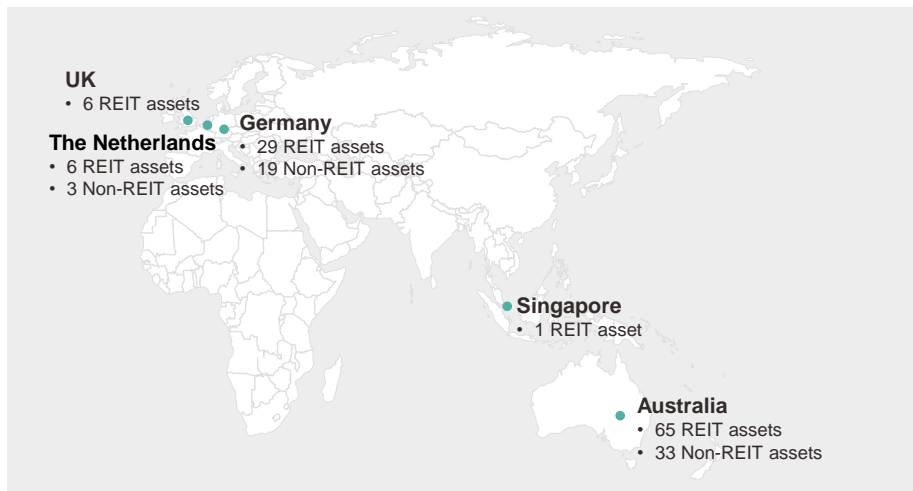 UK
• 6 REIT assets
The Netherlands
• 6 REIT assets
• 3 Non-REIT assets
Germany
• 29 REIT assets
• 19 Non-REIT assets
Singapore
• 1 REIT asset
Australia
• 65 REIT assets
• 33 Non-REIT assets